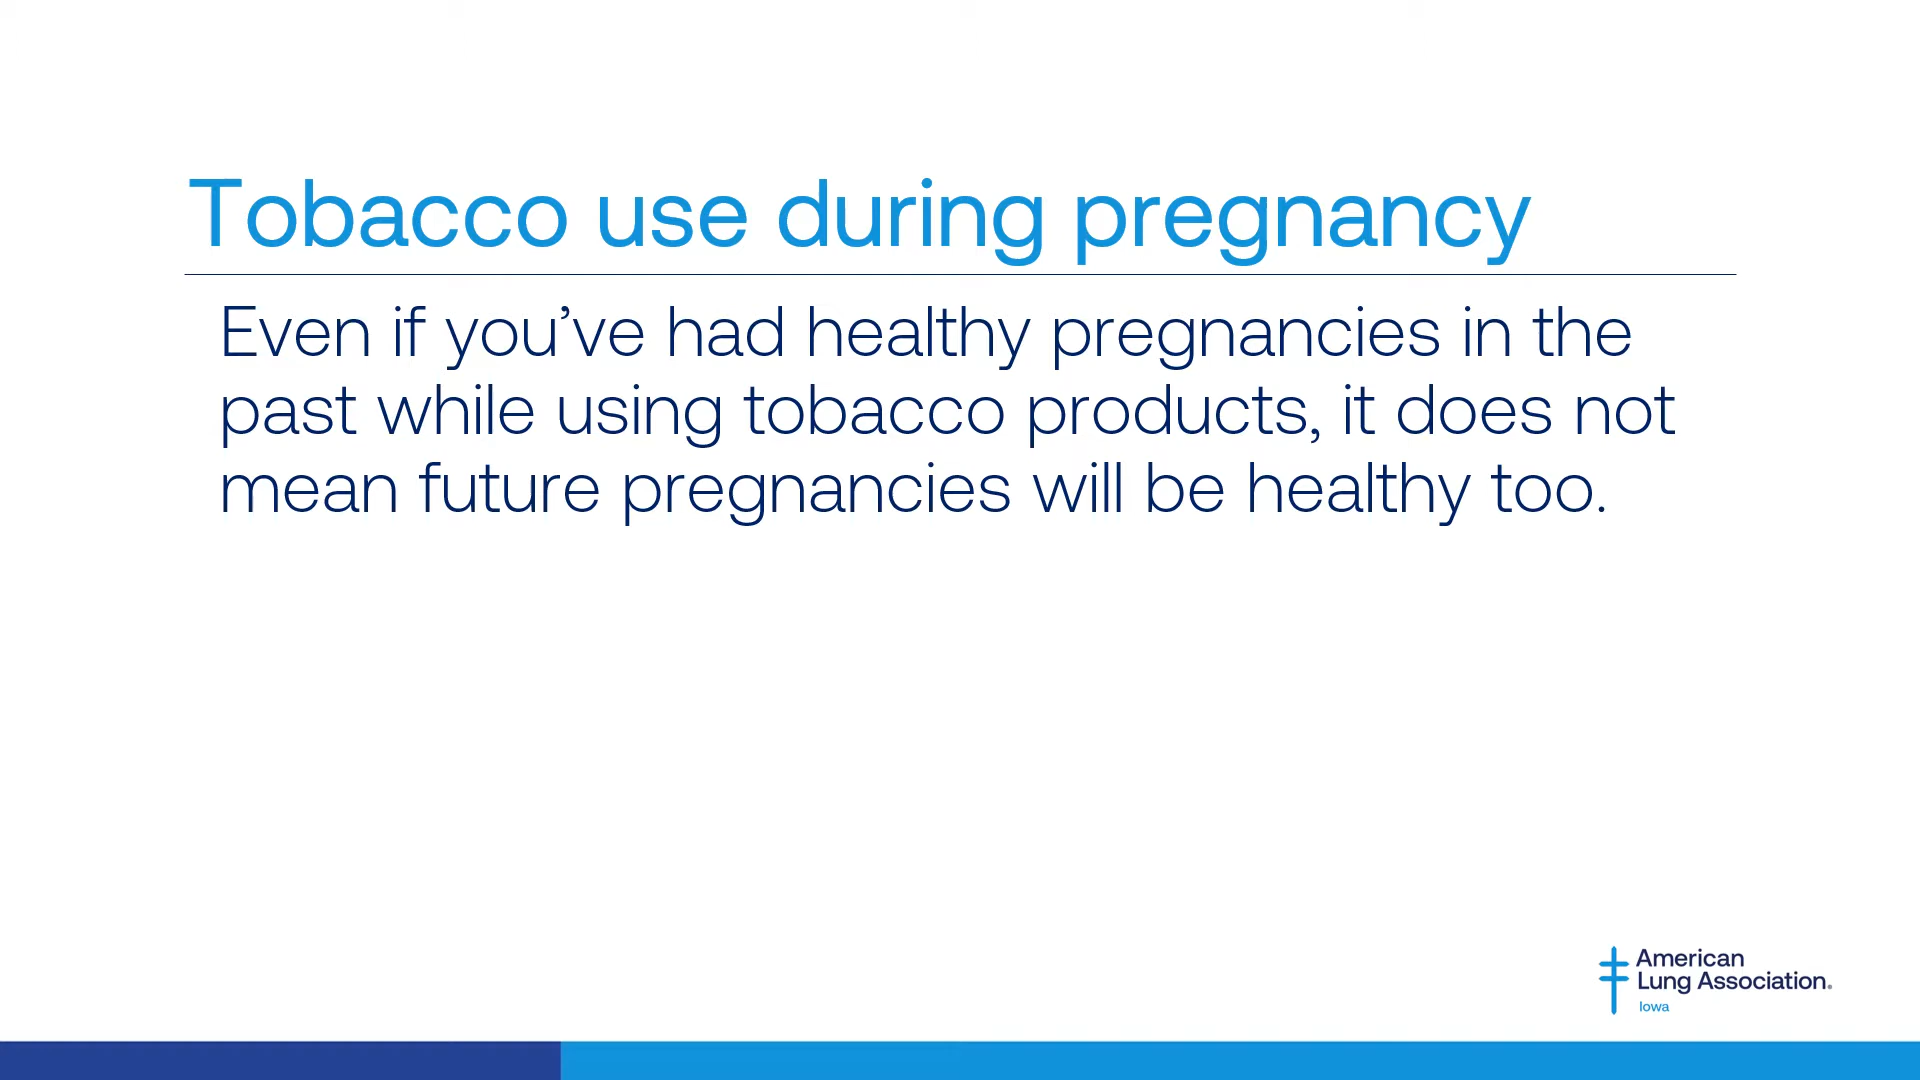 Tobacco use during pregnancy
Even if you’ve had healthy pregnancies in the
past while using tobacco products, it does not
mean future pregnancies will be healthy too.
American
Lung Association.
Iowa